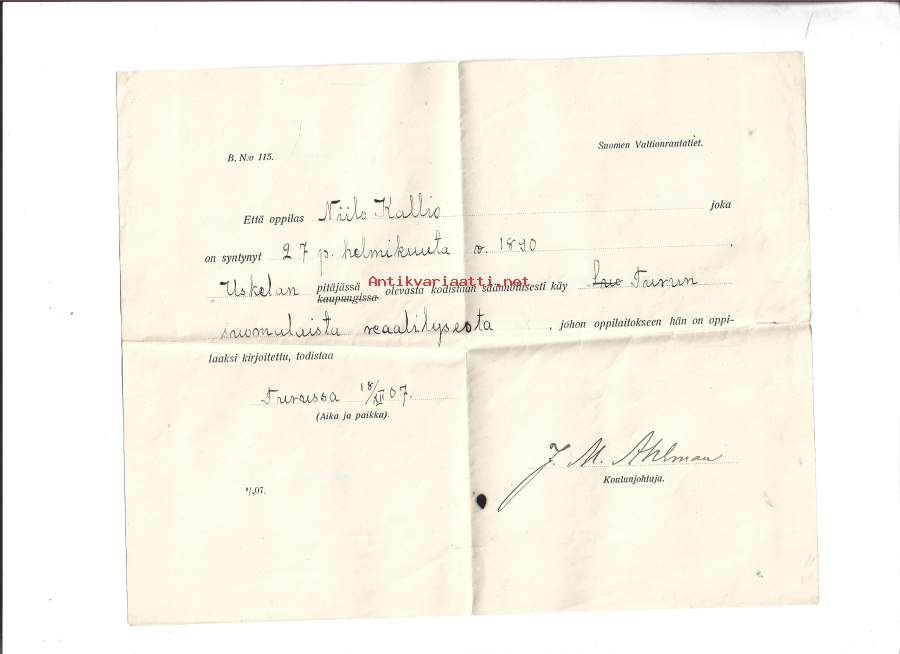 B. N:o 115.
Suomen Valtionrautatiet.
Että oppilas Niilo Kallio joka
on syntynyt 27 p. helmikuuta v. 1890 ,
Uskelan pitäjässä kaupungissa olevasta kodistaan säännöllisesti käy Turun
suomalaista reaalilyseota , johon oppilaitokseen hän on oppi-
laaksi kirjoitettu, todistaa
Turussa 18/XII 07.
(Aika ja paikka).
J. M. Ahlman
Koulunjohtaja.
07.
Antikvariaatti.net